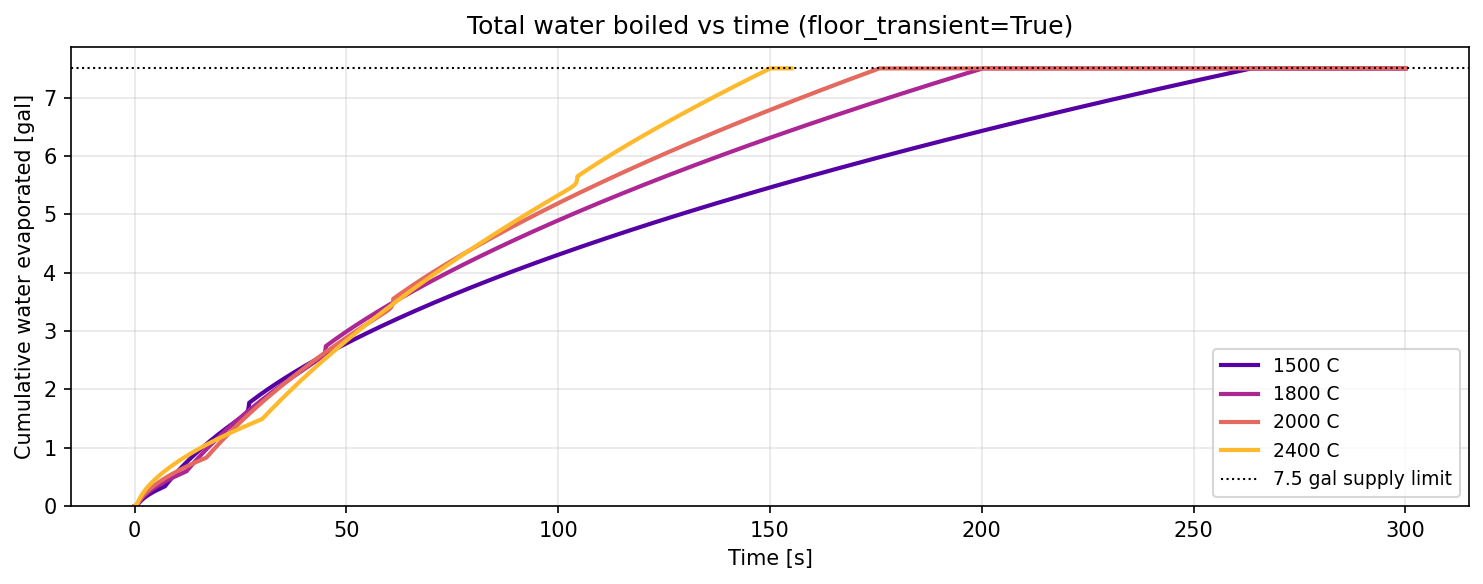 Total water boiled vs time (floor_transient=True)
Cumulative water evaporated [gal]
7
6
5
4
3
2
1
0
1500 C
1800 C
2000 C
2400 C
7.5 gal supply limit
0 50 100 150 200 250 300
Time [s]